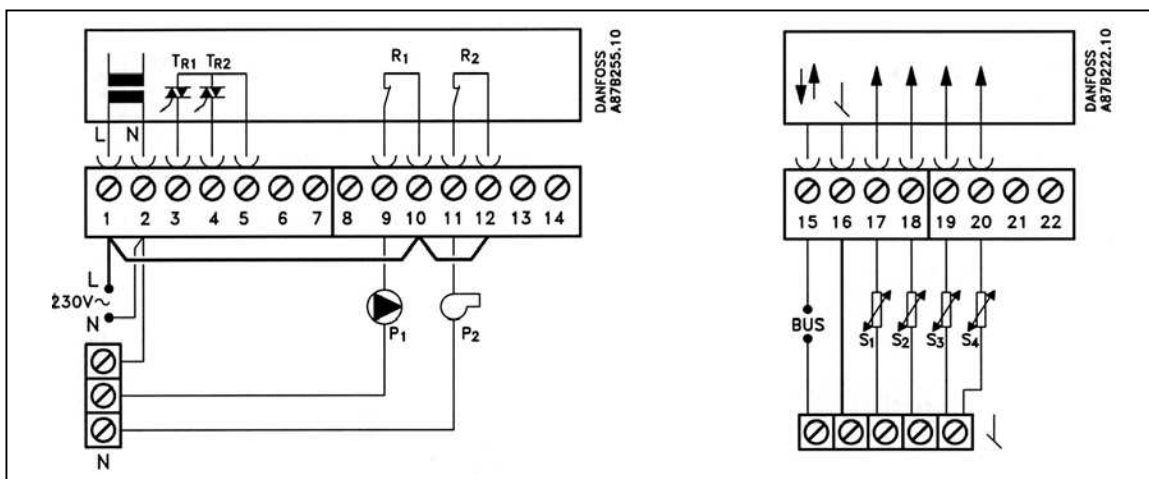 TR1 TR2 R1 R2
L N
DANFOSS
A87B255.10
1 2 3 4 5 6 7 8 9 10 11 12 13 14
L
230V~
N
P1 P2
N
DANFOSS
A87B222.10
15 16 17 18 19 20 21 22
BUS
S1 S2 S3 S4